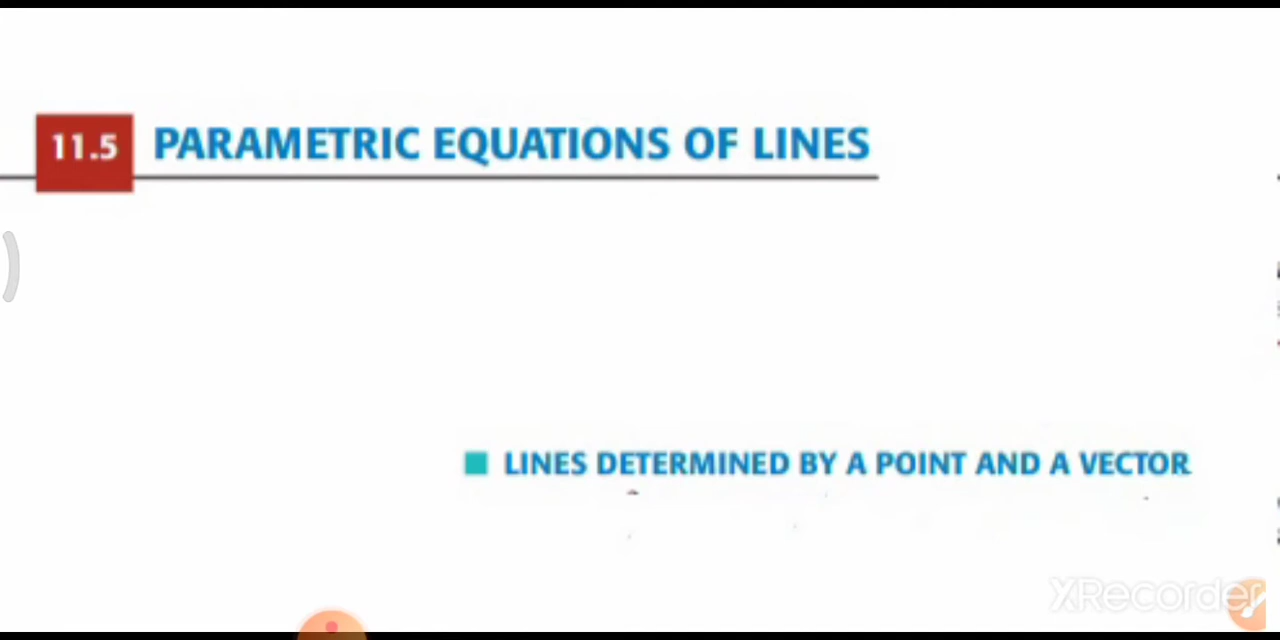 11.5 PARAMETRIC EQUATIONS OF LINES
LINES DETERMINED BY A POINT AND A VECTOR
XRecorder